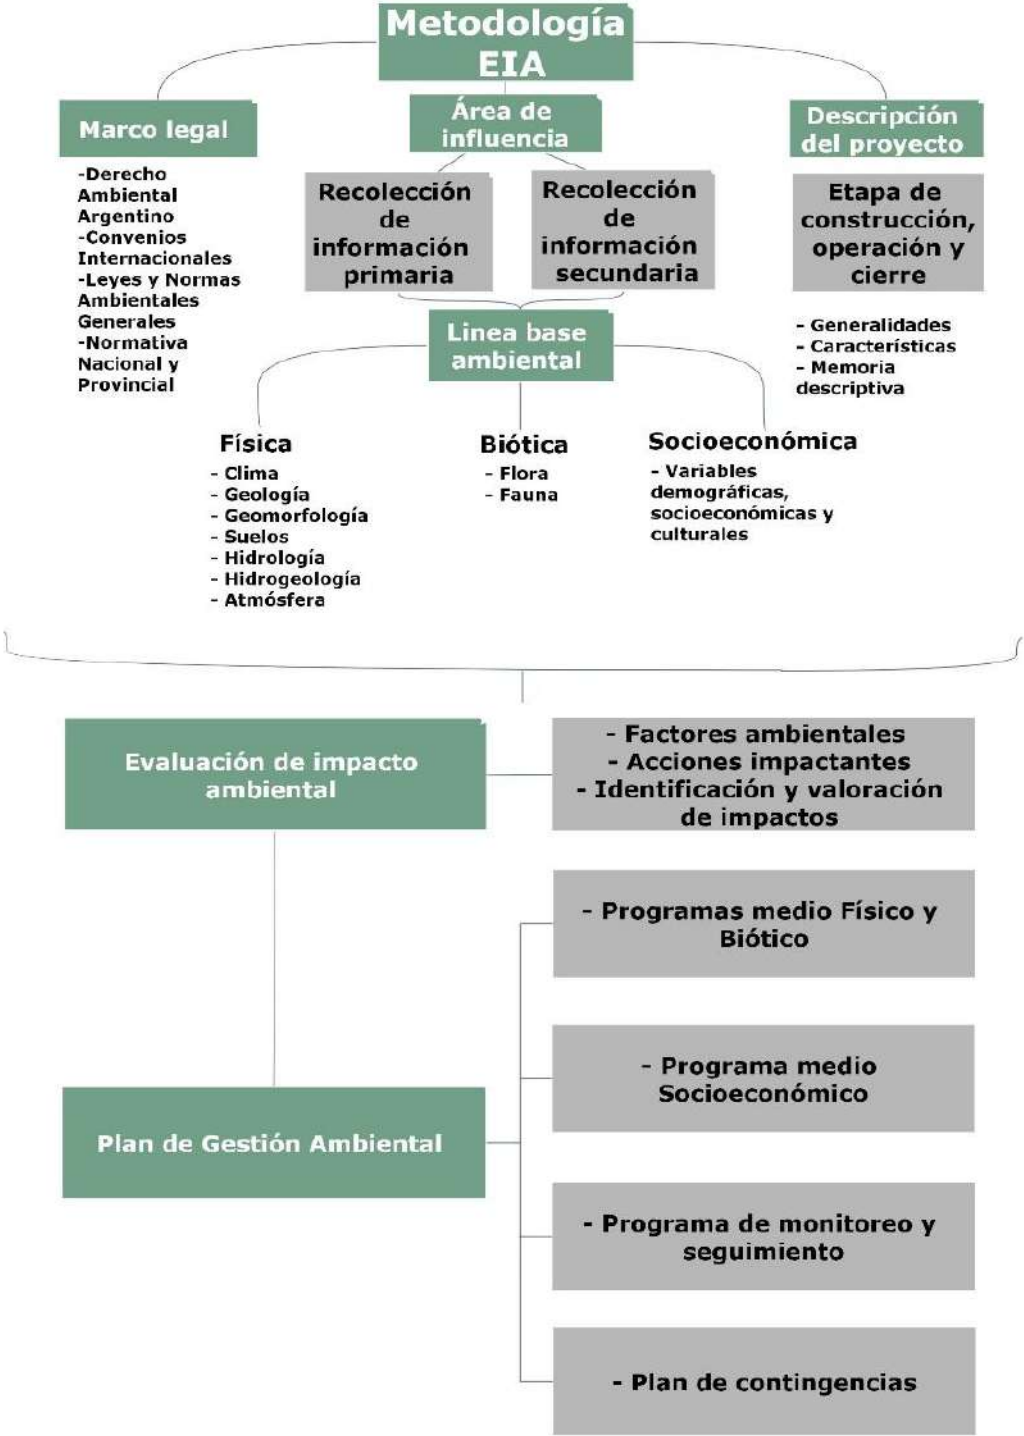 Metodología
EIA
Marco legal
-Derecho
Ambiental
Argentino
-Convenios
Internacionales
-Leyes y Normas
Ambientales
Generales
-Normativa
Nacional y
Provincial
Área de
influencia
Recolección
de
información
primaria
Recolección
de
información
secundaria
Descripción
del proyecto
Etapa de
construcción,
operación y
cierre
- Generalidades
- Características
- Memoria
descriptiva
Linea base
ambiental
Física
- Clima
- Geología
- Geomorfología
- Suelos
- Hidrología
- Hidrogeología
- Atmósfera
Biótica
- Flora
- Fauna
Socioeconómica
- Variables
demográficas,
socioeconómicas y
culturales
Evaluación de impacto
ambiental
- Factores ambientales
- Acciones impactantes
- Identificación y valoración
de impactos
Plan de Gestión Ambiental
- Programas medio Físico y
Biótico
- Programa medio
Socioeconómico
- Programa de monitoreo y
seguimiento
- Plan de contingencias